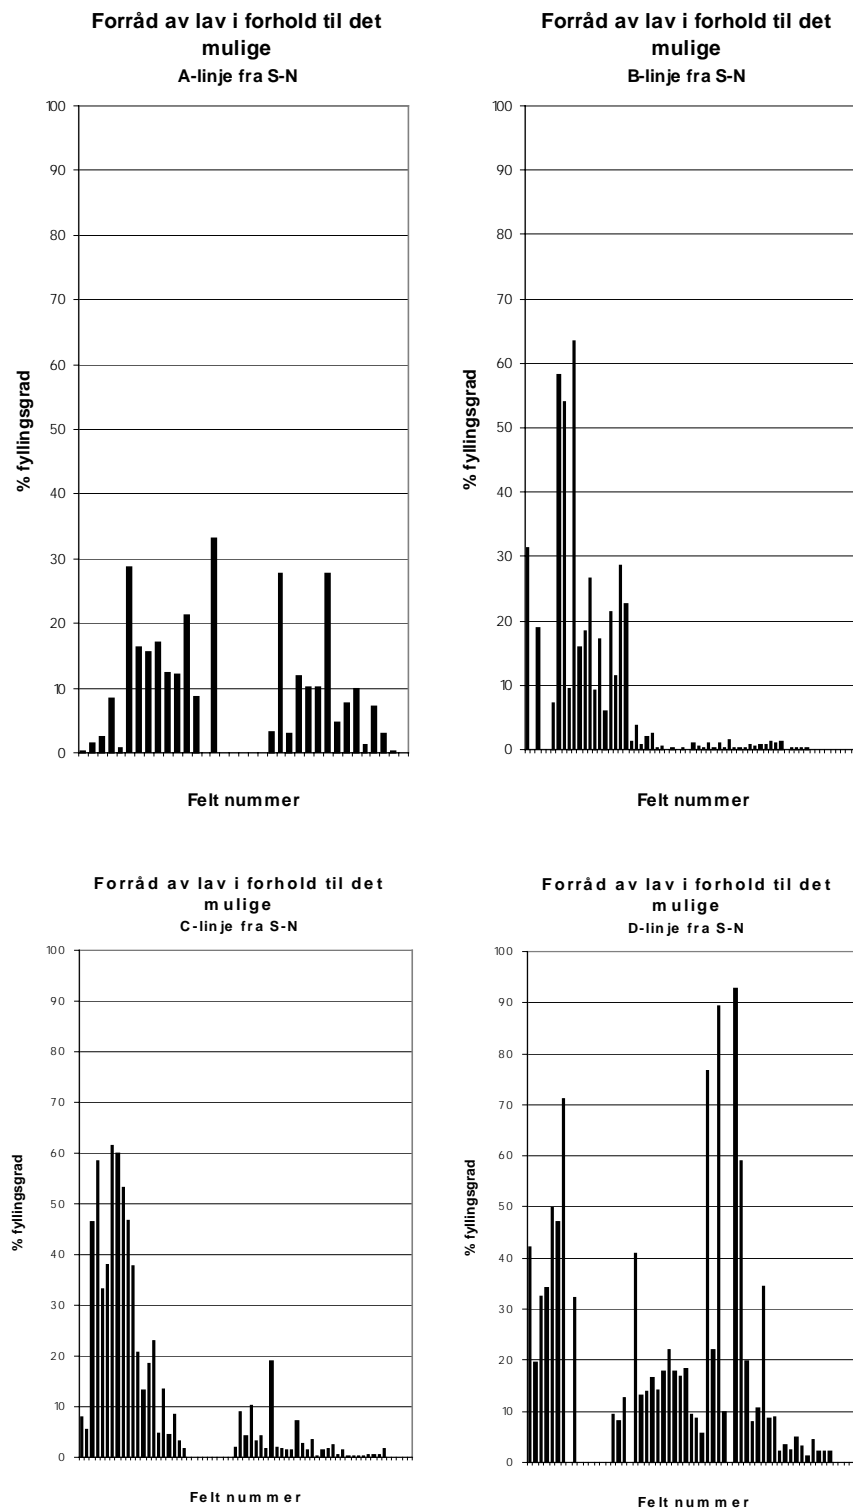 Forråd av lav i forhold til det
mulige
A-linje fra S-N
100
90
80
70
60
50
40
30
20
10
0
% fyllingsgrad
Felt nummer
Forråd av lav i forhold til det
mulige
B-linje fra S-N
100
90
80
70
60
50
40
30
20
10
0
% fyllingsgrad
Felt nummer
Forråd av lav i forhold til det
mulige
C-linje fra S-N
100
90
80
70
60
50
40
30
20
10
0
% fyllingsgrad
Felt nummer
Forråd av lav i forhold til det
mulige
D-linje fra S-N
100
90
80
70
60
50
40
30
20
10
0
% fyllingsgrad
Felt nummer